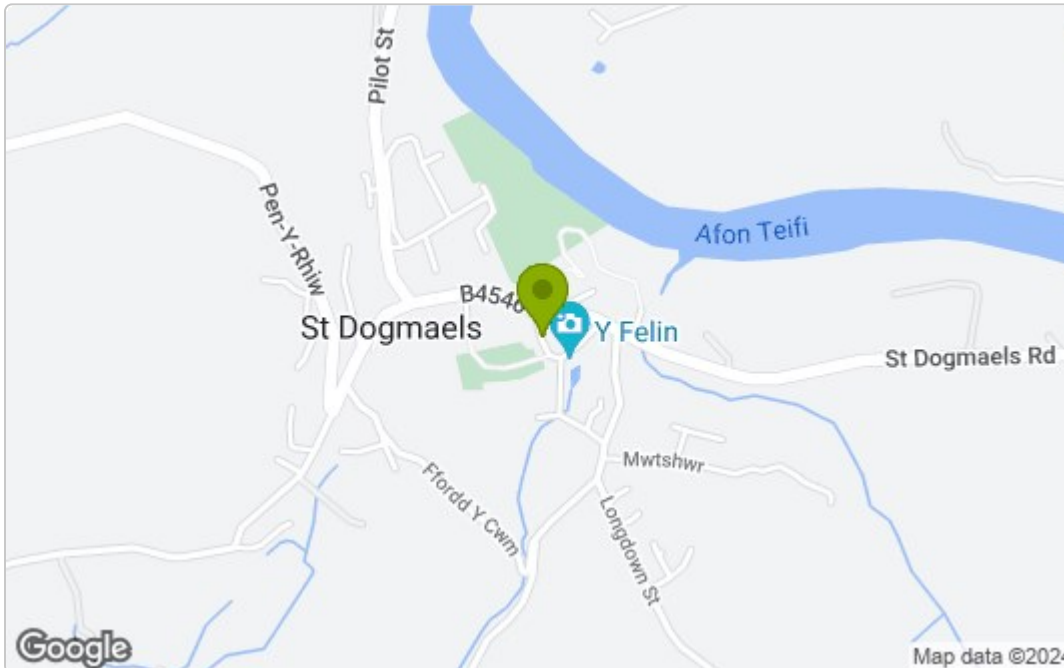 Pilot St
Pen-Y-Rhiw
Afon Teifi
B4546
St Dogmaels
Y Felin
St Dogmaels Rd
Mwtshwr
Ffordd Y Cwm
Longdown St
Google
Map data ©2024